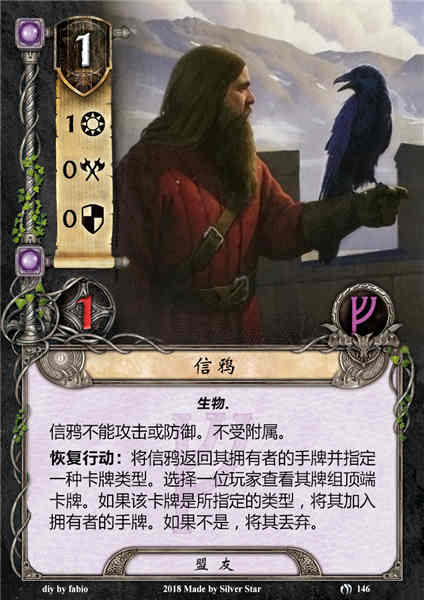 1
1
0
0
1
信鸦
生物.
信鸦不能攻击或防御。不受附属。
恢复行动：将信鸦返回其拥有者的手牌并指定
一种卡牌类型。选择一位玩家查看其牌组顶端
卡牌。如果该卡牌是所指定的类型，将其加入
拥有者的手牌。如果不是，将其丢弃。
盟友
diy by fabio 2018 Made by Silver Star 146